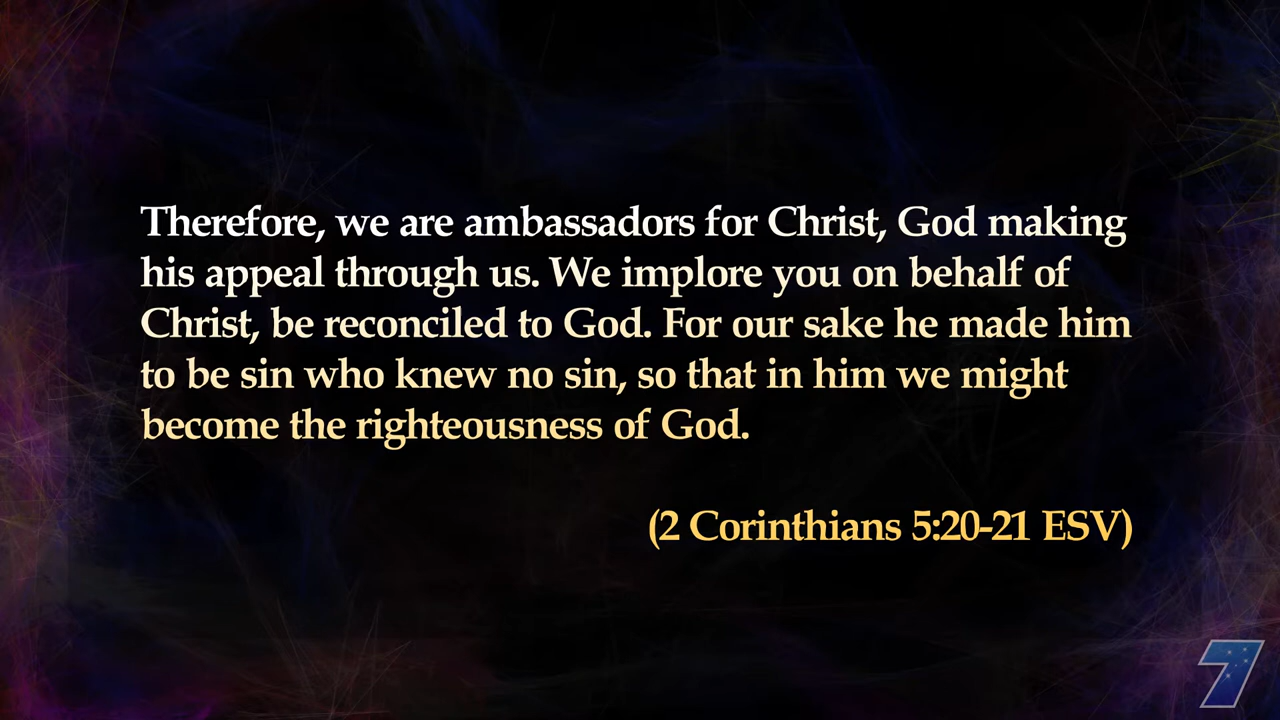 Therefore, we are ambassadors for Christ, God making
his appeal through us. We implore you on behalf of
Christ, be reconciled to God. For our sake he made him
to be sin who knew no sin, so that in him we might
become the righteousness of God.
(2 Corinthians 5:20-21 ESV)
7